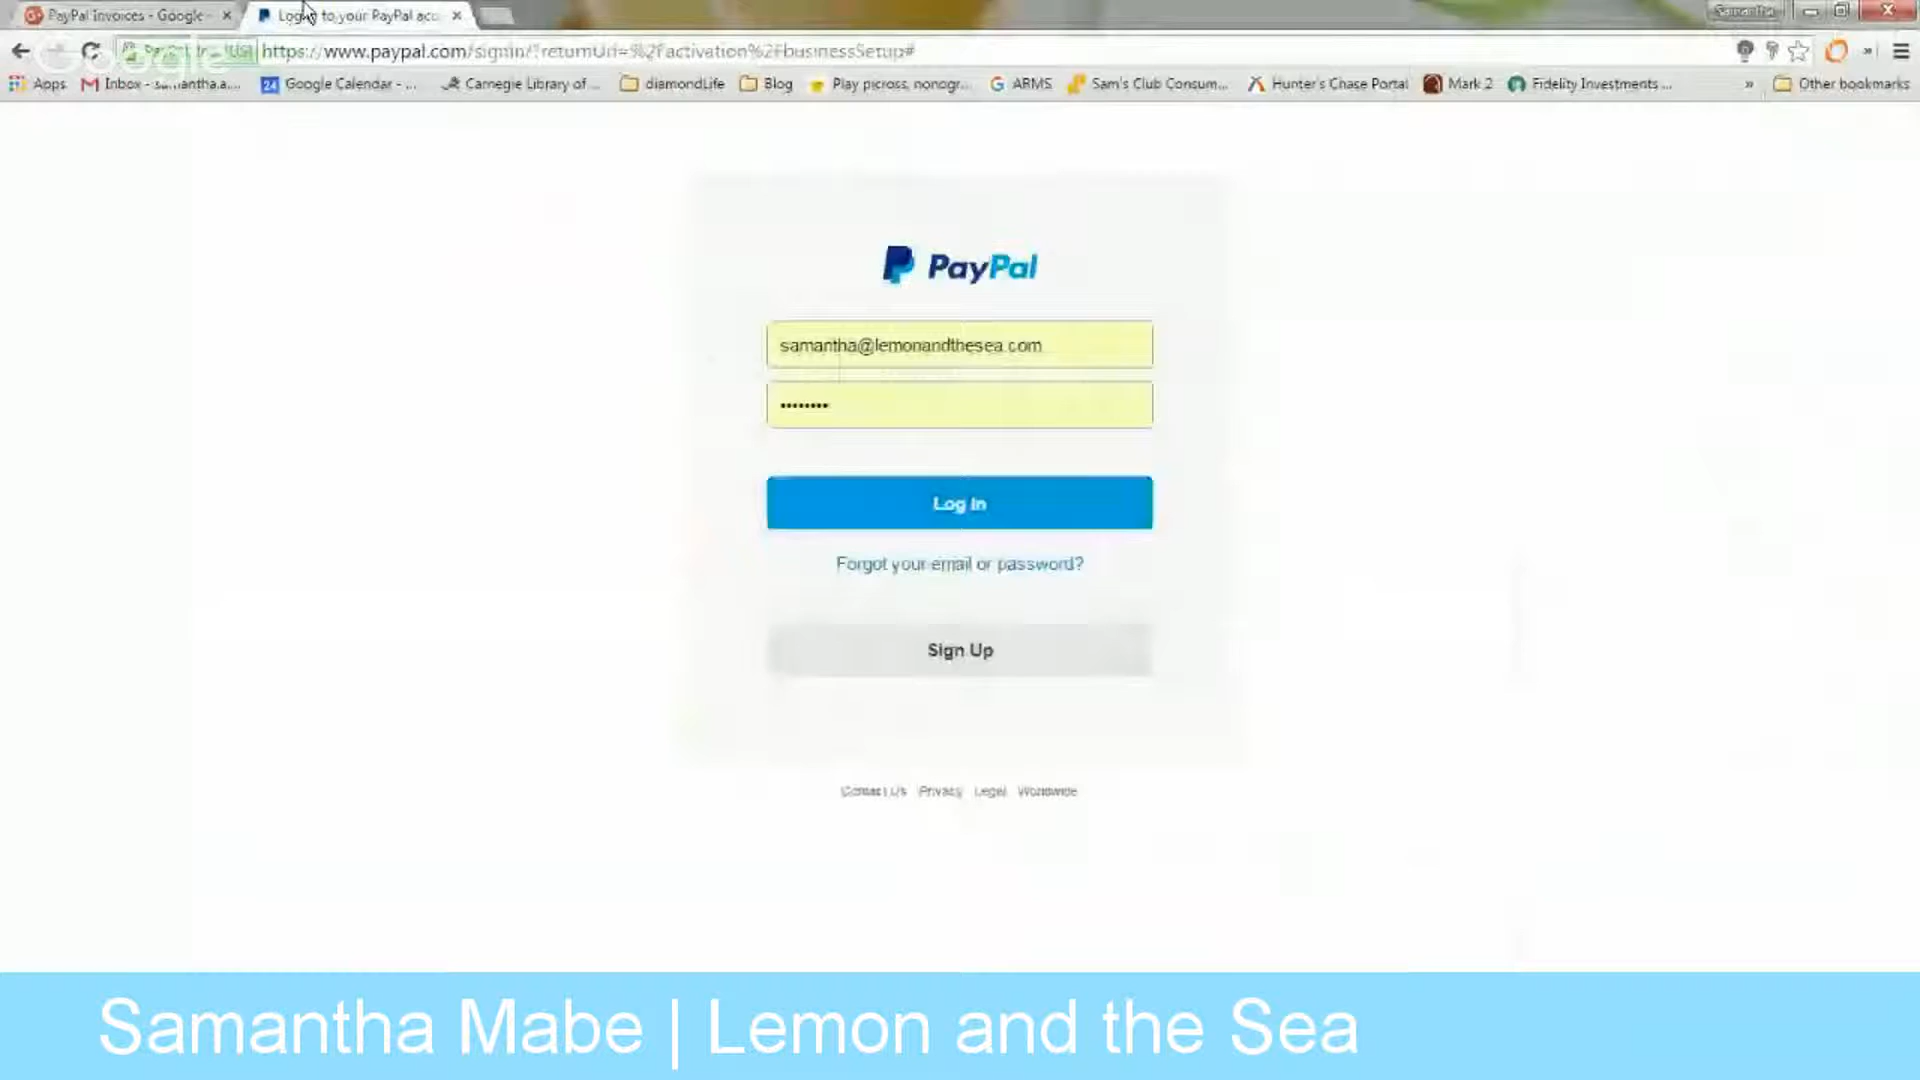 PayPal Invoices - Google -
Log in to your PayPal acc
Samantha
https://www.paypal.com/signin/?returnUri=%2Factivation%2FbusinessSetup#
Apps
Inbox - samantha.a....
Google Calendar - ...
Carnegie Library of ...
diamondLife
Blog
Play picross, nonogr...
ARMS
Sam's Club Consum...
Hunter's Chase Portal
Mark 2
Fidelity Investments ...
Other bookmarks
PayPal
samantha@lemonandthesea.com
••••••••
Log In
Forgot your email or password?
Sign Up
Contact Us Privacy Legal Worldwide
Samantha Mabe | Lemon and the Sea